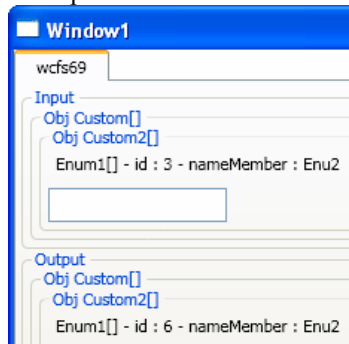 Window1
wcfs69
Input
Obj Custom[]
Obj Custom2[]
Enum1[] - id : 3 - nameMember : Enu2
Output
Obj Custom[]
Obj Custom2[]
Enum1[] - id : 6 - nameMember : Enu2